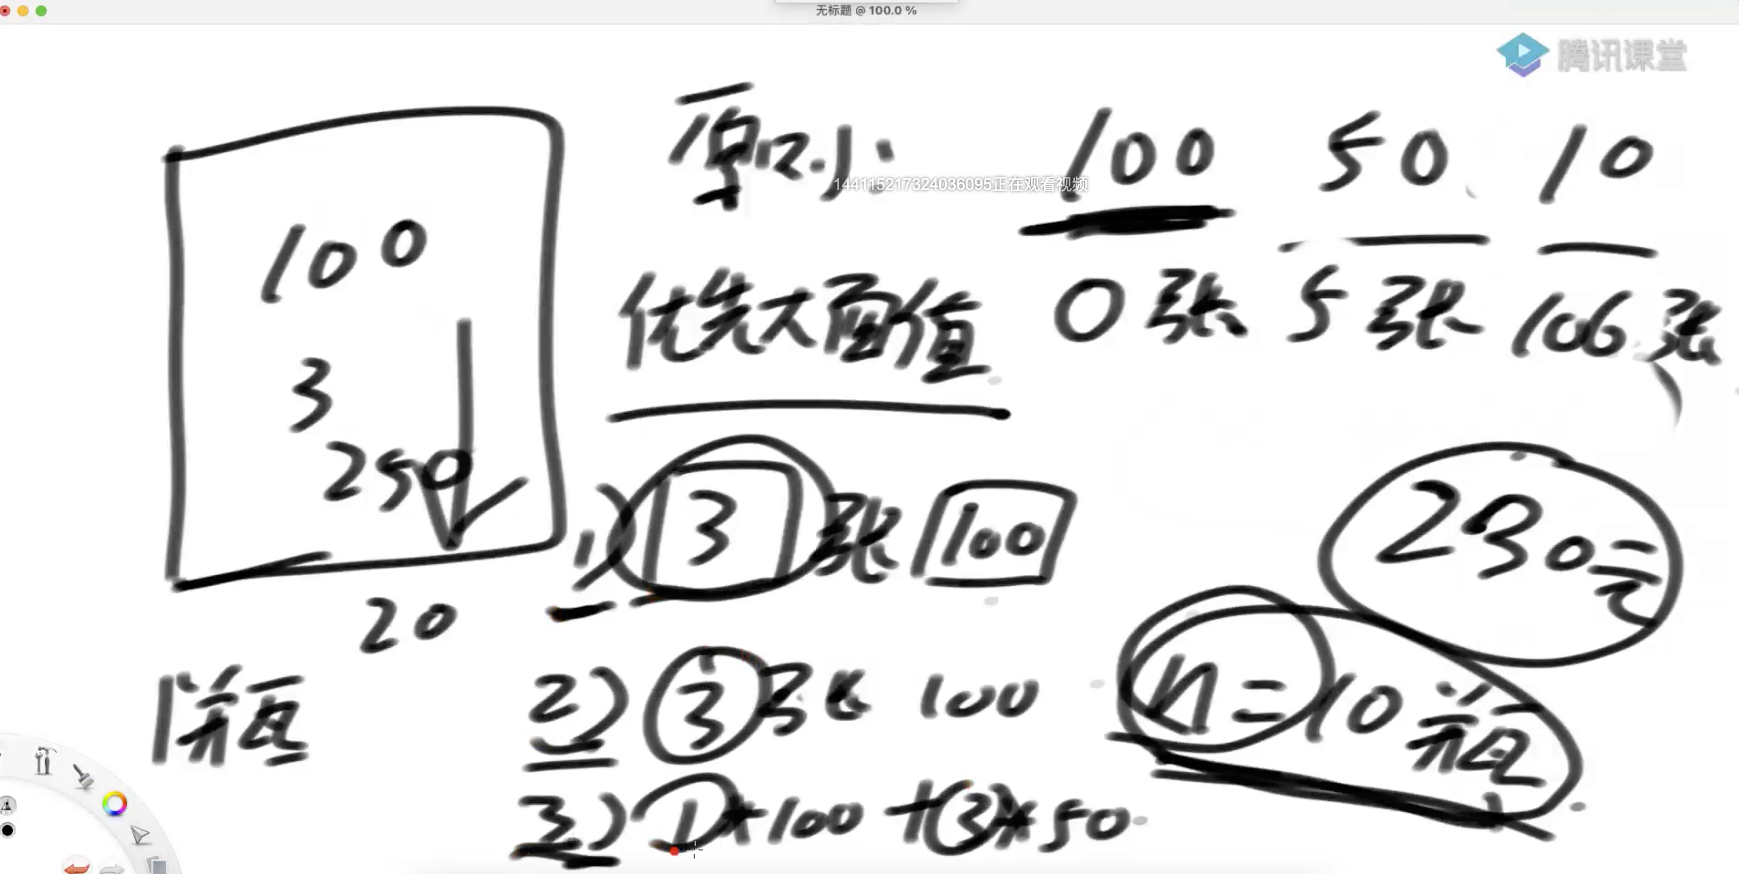 无标题 @ 100.0 %
腾讯课堂
原则: 100 50、10
144115217324036095正在观看视频
优先大面值 0张 5张 106张
100
3
250
20
1瓶
1) 3张 100
230元
2) 3张 100
n=10瓶
3) 1*100+(3)*50